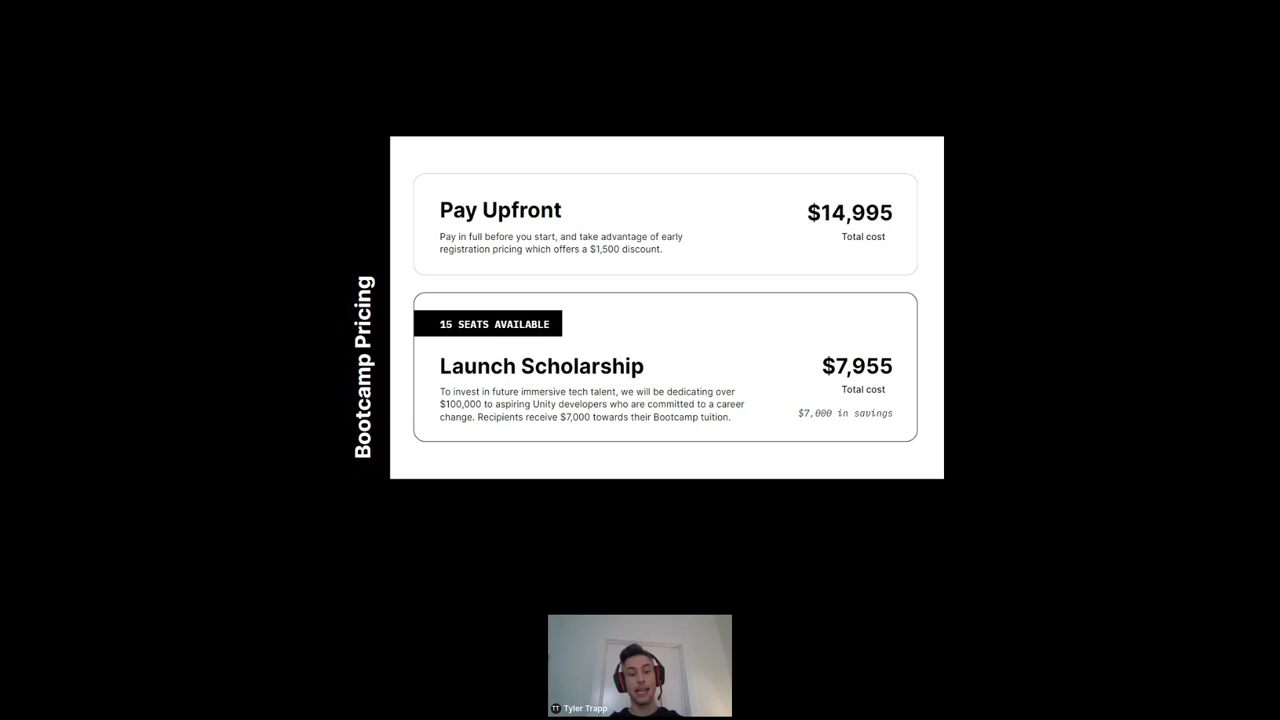 Bootcamp Pricing
Pay Upfront
$14,995
Pay in full before you start, and take advantage of early
registration pricing which offers a $1,500 discount.
Total cost
15 SEATS AVAILABLE
Launch Scholarship
$7,955
To invest in future immersive tech talent, we will be dedicating over
$100,000 to aspiring Unity developers who are committed to a career
change. Recipients receive $7,000 towards their Bootcamp tuition.
Total cost
$7,000 in savings
TT Tyler Trapp